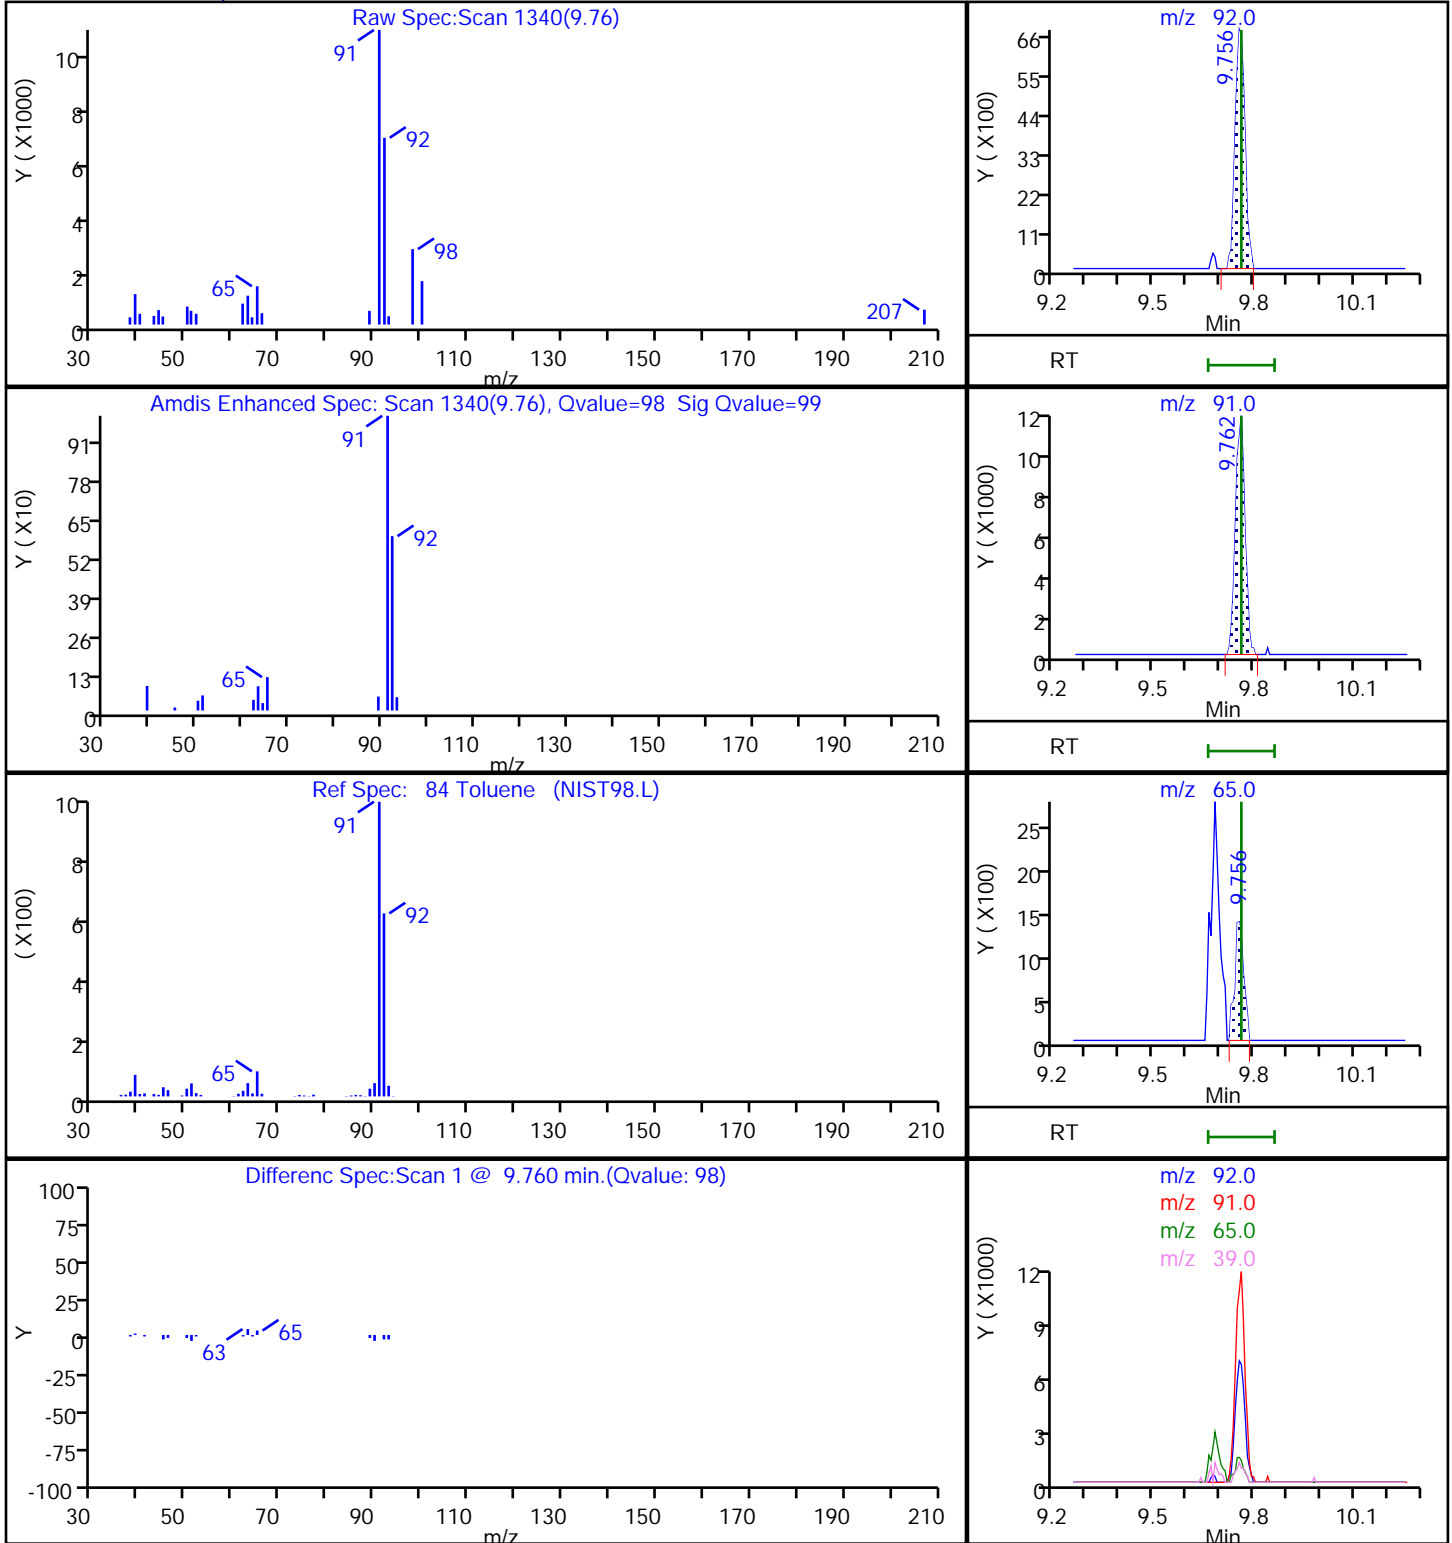 Raw Spec:Scan 1340(9.76)
Y ( X1000)
10
8
6
4
2
0
91
92
98
65
207
30 50 70 90 110 130 150 170 190 210
m/z
m/z 92.0
Y ( X100)
66
55
44
33
22
11
0
9.756
9.2 9.5 9.8 10.1
Min
RT
Amdis Enhanced Spec: Scan 1340(9.76), Qvalue=98 Sig Qvalue=99
Y ( X10)
91
78
65
52
39
26
13
0
91
92
65
30 50 70 90 110 130 150 170 190 210
m/z
m/z 91.0
Y ( X1000)
12
10
8
6
4
2
0
9.762
9.2 9.5 9.8 10.1
Min
RT
Ref Spec: 84 Toluene (NIST98.L)
( X100)
10
8
6
4
2
0
91
92
65
30 50 70 90 110 130 150 170 190 210
m/z 65.0
Y ( X100)
25
20
15
10
5
0
9.756
9.2 9.5 9.8 10.1
Min
RT
Differenc Spec:Scan 1 @ 9.760 min.(Qvalue: 98)
Y
100
75
50
25
0
-25
-50
-75
-100
63
65
30 50 70 90 110 130 150 170 190 210
m/z
m/z 92.0
m/z 91.0
m/z 65.0
m/z 39.0
Y ( X1000)
12
9
6
3
0
9.2 9.5 9.8 10.1
Min